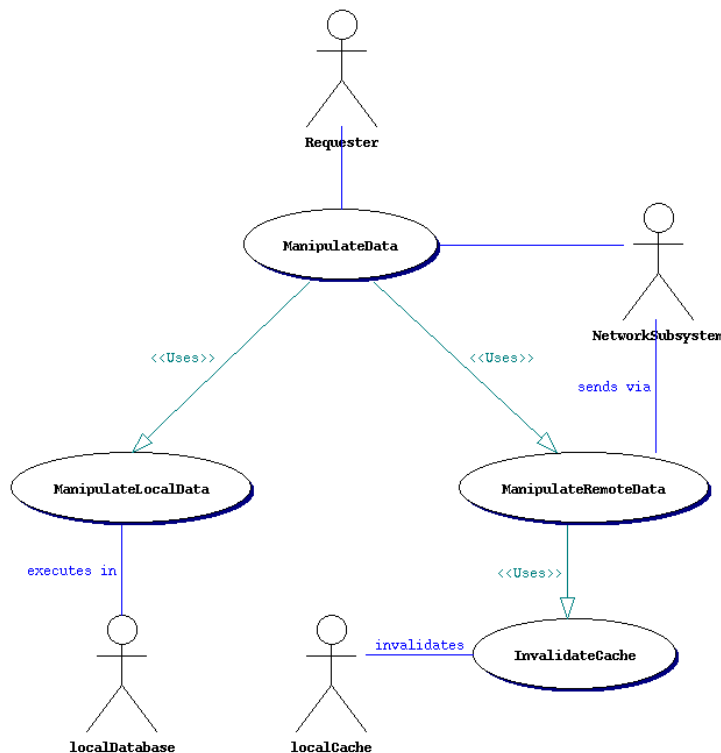 Requester
ManipulateData
NetworkSubsystem
<<Uses>>
<<Uses>>
sends via
ManipulateLocalData
ManipulateRemoteData
executes in
<<Uses>>
invalidates
InvalidateCache
localDatabase
localCache